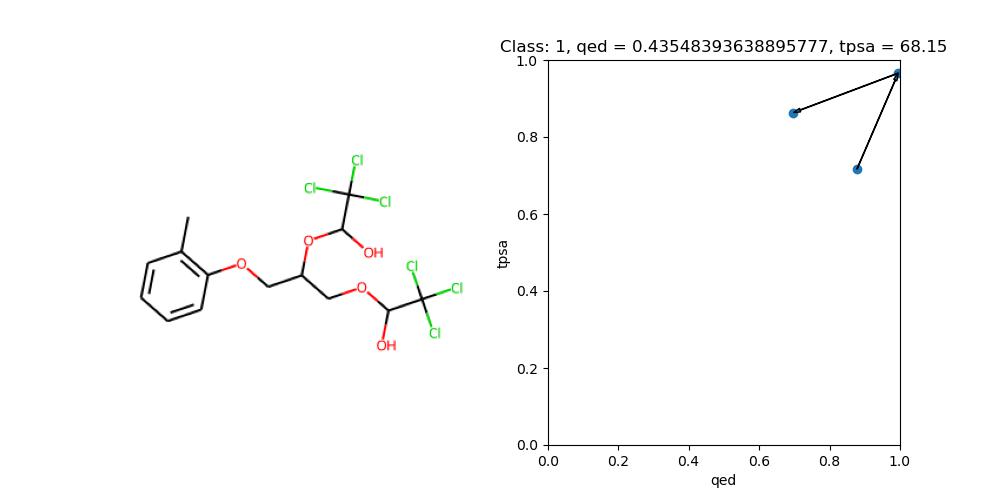 Class: 1, qed = 0.43548393638895777, tpsa = 68.15
Cl
Cl
Cl
O
OH
O
O
Cl
Cl
Cl
OH
1.0
0.8
0.6
0.4
0.2
0.0
tpsa
0.0 0.2 0.4 0.6 0.8 1.0
qed